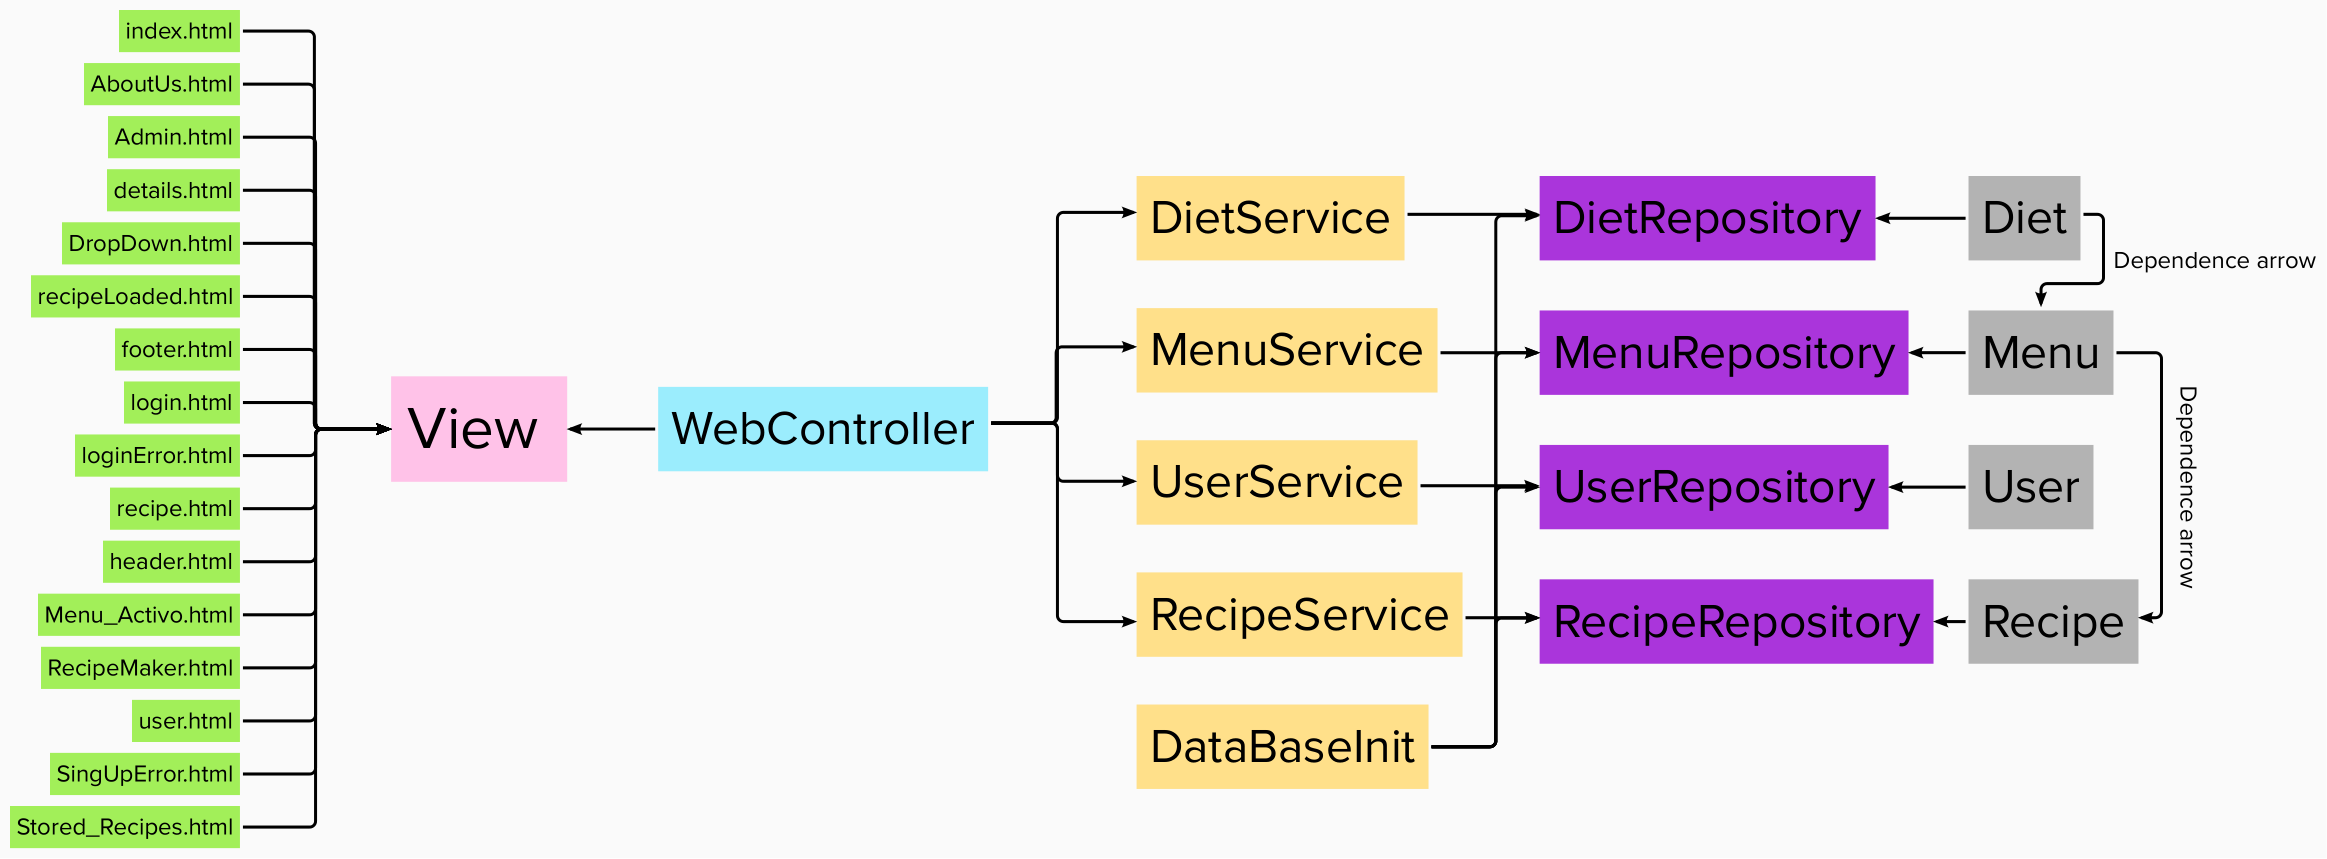 index.html
AboutUs.html
Admin.html
details.html
DropDown.html
recipeLoaded.html
footer.html
login.html
loginError.html
recipe.html
header.html
Menu_Activo.html
RecipeMaker.html
user.html
SingUpError.html
Stored_Recipes.html
View
WebController
DietService
MenuService
UserService
RecipeService
DataBaseInit
DietRepository
MenuRepository
UserRepository
RecipeRepository
Diet
Menu
User
Recipe
Dependence arrow
Dependence arrow